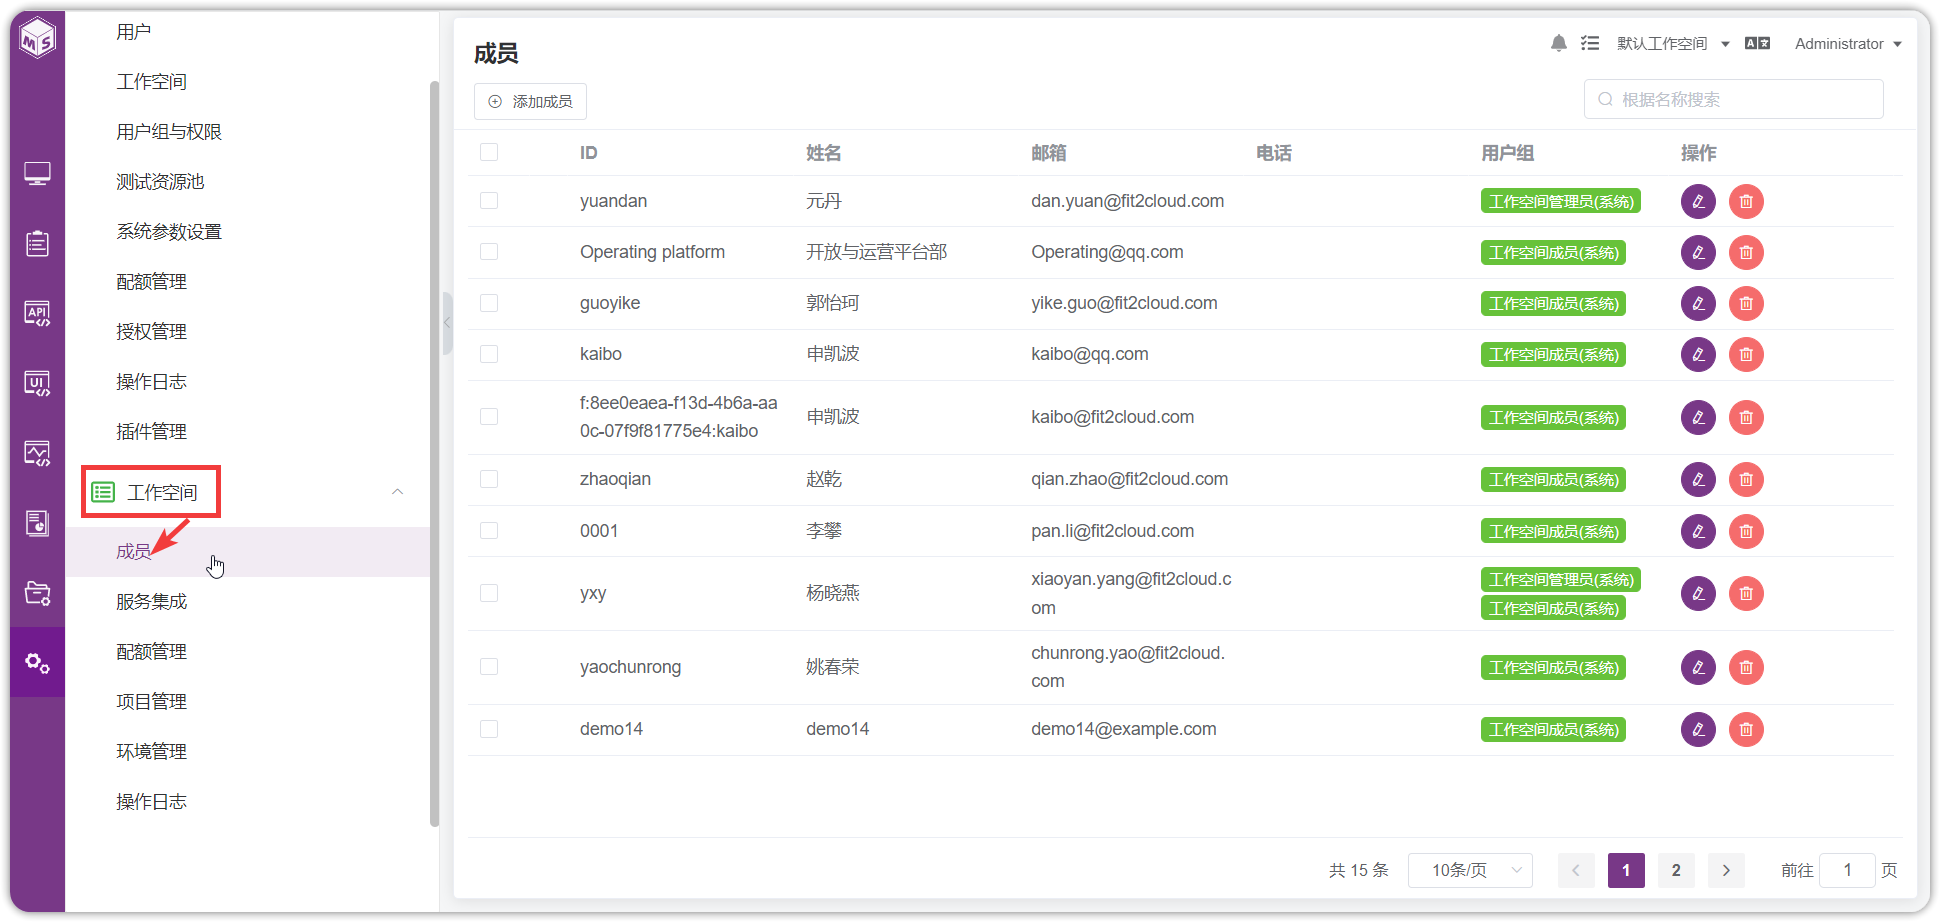 MS
API
UI
用户
工作空间
用户组与权限
测试资源池
系统参数设置
配额管理
授权管理
操作日志
插件管理
工作空间
成员
服务集成
配额管理
项目管理
环境管理
操作日志
成员
默认工作空间
Administrator
添加成员
根据名称搜索
ID 姓名 邮箱 电话 用户组 操作
yuandan 元丹 dan.yuan@fit2cloud.com 工作空间管理员(系统)
Operating platform 开放与运营平台部 Operating@qq.com 工作空间成员(系统)
guoyike 郭怡珂 yike.guo@fit2cloud.com 工作空间成员(系统)
kaibo 申凯波 kaibo@qq.com 工作空间成员(系统)
f:8ee0eaea-f13d-4b6a-aa
0c-07f9f81775e4:kaibo 申凯波 kaibo@fit2cloud.com 工作空间成员(系统)
zhaoqian 赵乾 qian.zhao@fit2cloud.com 工作空间成员(系统)
0001 李攀 pan.li@fit2cloud.com 工作空间成员(系统)
yxy 杨晓燕 xiaoyan.yang@fit2cloud.c
om
工作空间管理员(系统)
工作空间成员(系统)
yaochunrong 姚春荣 chunrong.yao@fit2cloud.
com
工作空间成员(系统)
demo14 demo14 demo14@example.com 工作空间成员(系统)
共 15 条 10条/页 1 2 前往 1 页